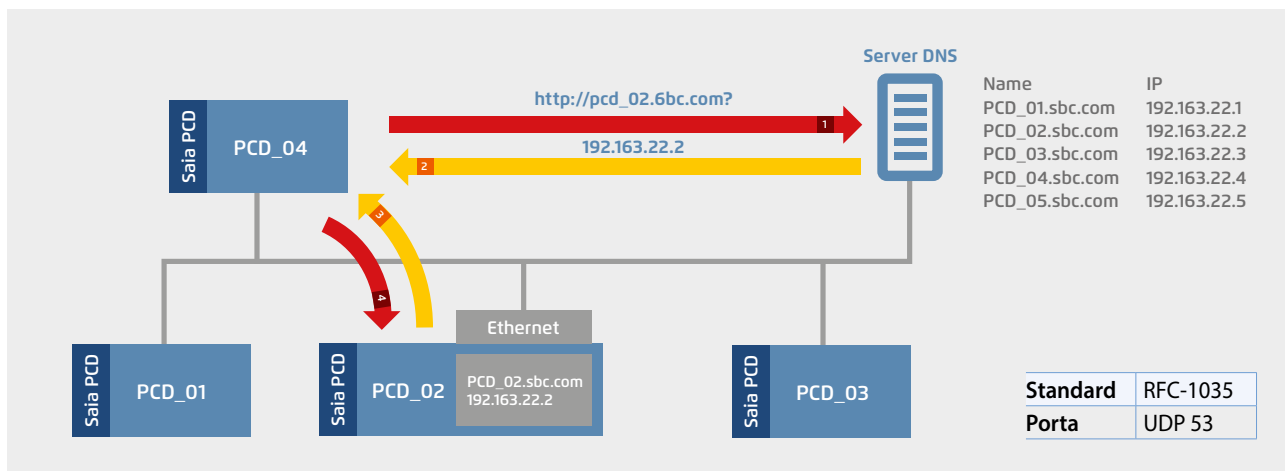 Server DNS
http://pcd_02.6bc.com?
1
192.163.22.2
2
Name IP
PCD_01.sbc.com 192.163.22.1
PCD_02.sbc.com 192.163.22.2
PCD_03.sbc.com 192.163.22.3
PCD_04.sbc.com 192.163.22.4
PCD_05.sbc.com 192.163.22.5
Saia PCD
PCD_04
3
4
Ethernet
Saia PCD
PCD_01
Saia PCD
PCD_02
PCD_02.sbc.com
192.163.22.2
Saia PCD
PCD_03
Standard RFC-1035
Porta UDP 53